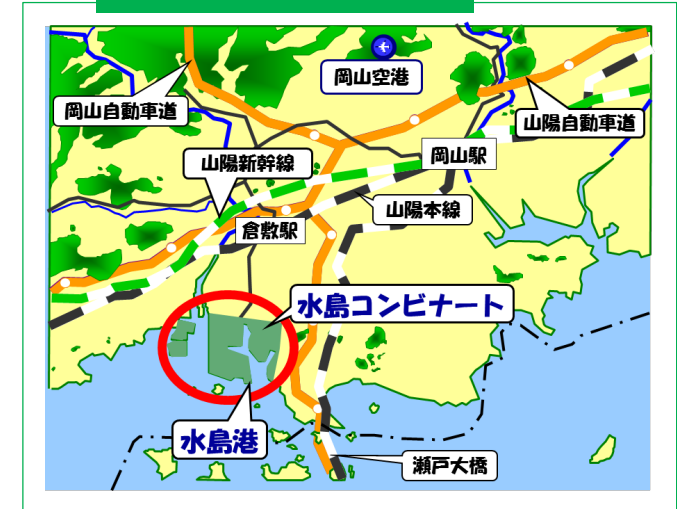 岡山空港
岡山自動車道
山陽自動車道
岡山駅
山陽新幹線
山陽本線
倉敷駅
水島コンビナート
水島港
瀬戸大橋